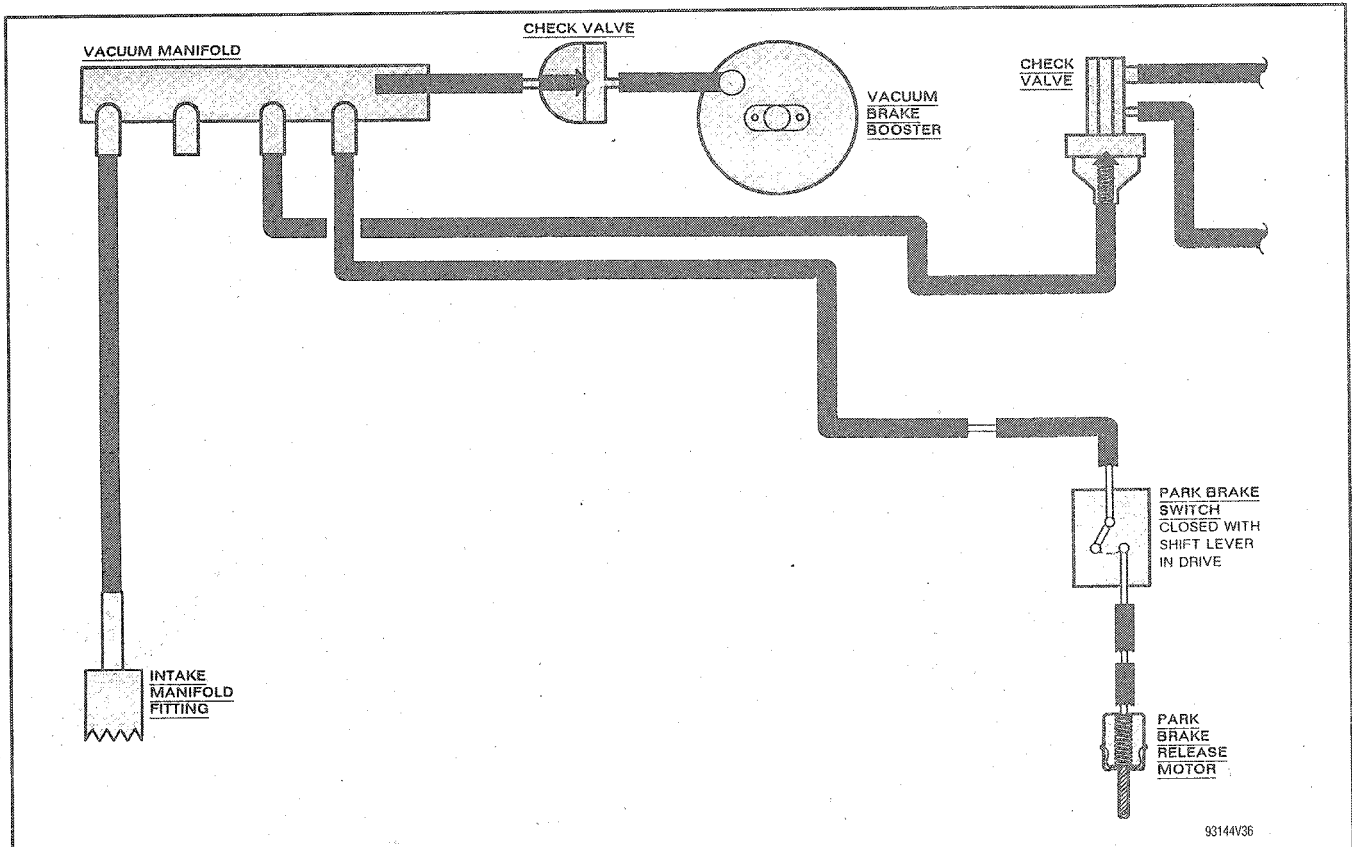 VACUUM MANIFOLD
CHECK VALVE
VACUUM
BRAKE
BOOSTER
CHECK
VALVE
PARK BRAKE
SWITCH
CLOSED WITH
SHIFT LEVER
IN DRIVE
INTAKE
MANIFOLD
FITTING
PARK
BRAKE
RELEASE
MOTOR
93144V36